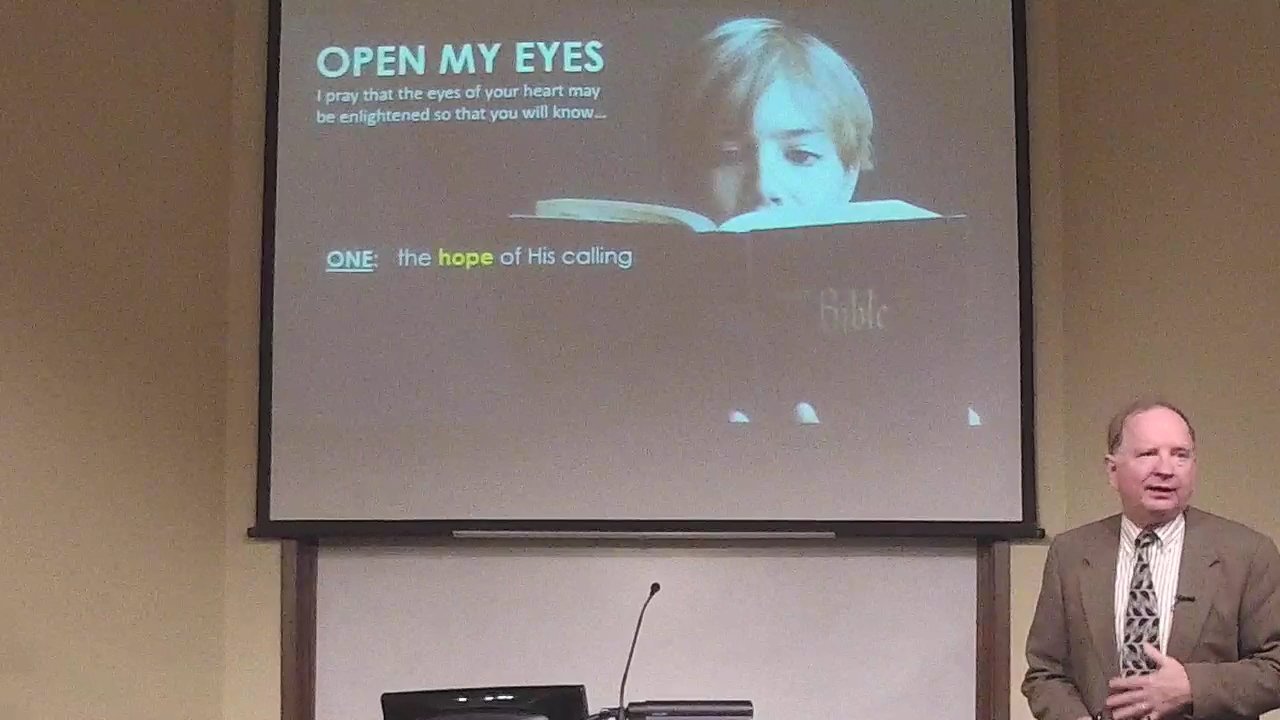 OPEN MY EYES
I pray that the eyes of your heart may
be enlightened so that you will know...
ONE: the hope of His calling
Bible